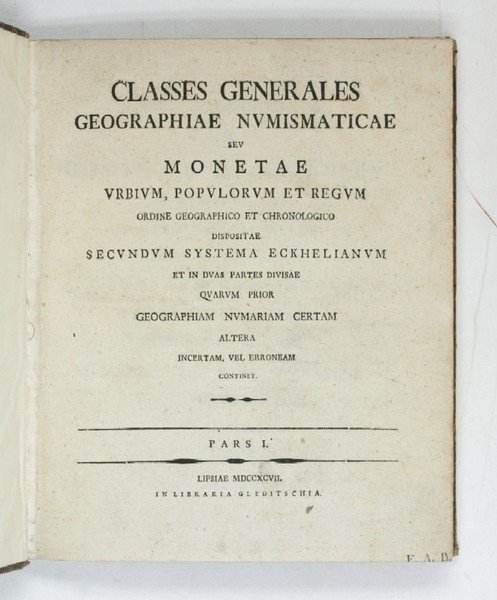 CLASSES GENERALES
GEOGRAPHIAE NVMISMATICAE
SEV
MONETAE
VRBIVM, POPVLORVM ET REGVM
ORDINE GEOGRAPHICO ET CHRONOLOGICO
DISPOSITAE
SECVNDVM SYSTEMA ECKHELIANVM
ET IN DVAS PARTES DIVISAE
QVARVM PRIOR
GEOGRAPHIAM NVMARIAM CERTAM
ALTERA
INCERTAM, VEL ERRONEAM
CONTINET.
PARS I.
LIPSIAE MDCCXCVII.
IN LIBRARIA GLEDITSCHIA.
F. A. D.